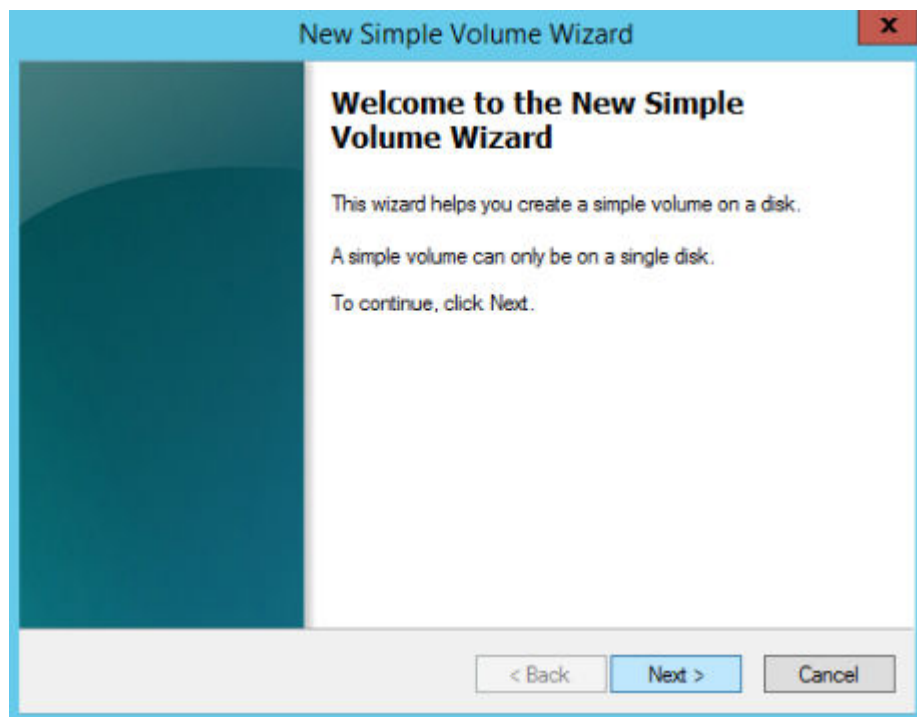 New Simple Volume Wizard
x
Welcome to the New Simple
Volume Wizard
This wizard helps you create a simple volume on a disk.
A simple volume can only be on a single disk.
To continue, click Next.
< Back Next > Cancel